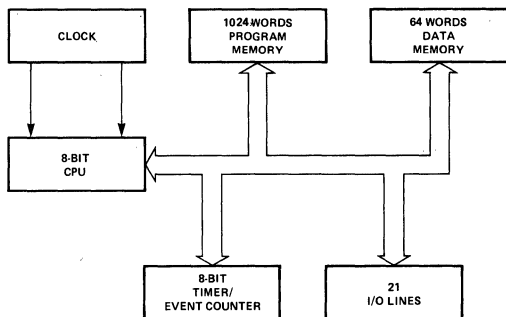 CLOCK
1024 WORDS
PROGRAM
MEMORY
64 WORDS
DATA
MEMORY
8-BIT
CPU
8-BIT
TIMER/
EVENT COUNTER
21
I/O LINES